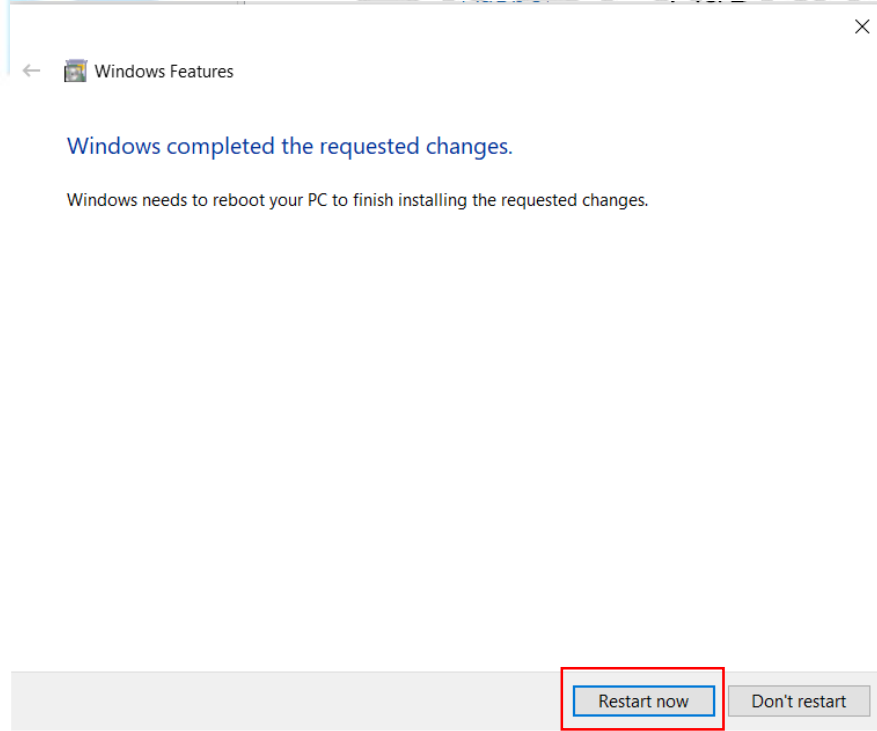 Windows Features
Windows completed the requested changes.
Windows needs to reboot your PC to finish installing the requested changes.
Restart now
Don't restart